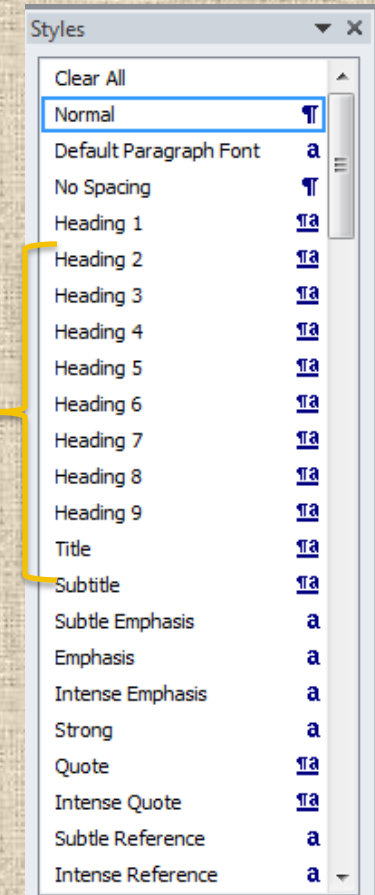 Styles
Clear All
Normal ¶
Default Paragraph Font a
No Spacing ¶
Heading 1 ¶a
Heading 2 ¶a
Heading 3 ¶a
Heading 4 ¶a
Heading 5 ¶a
Heading 6 ¶a
Heading 7 ¶a
Heading 8 ¶a
Heading 9 ¶a
Title ¶a
Subtitle ¶a
Subtle Emphasis a
Emphasis a
Intense Emphasis a
Strong a
Quote ¶a
Intense Quote ¶a
Subtle Reference a
Intense Reference a